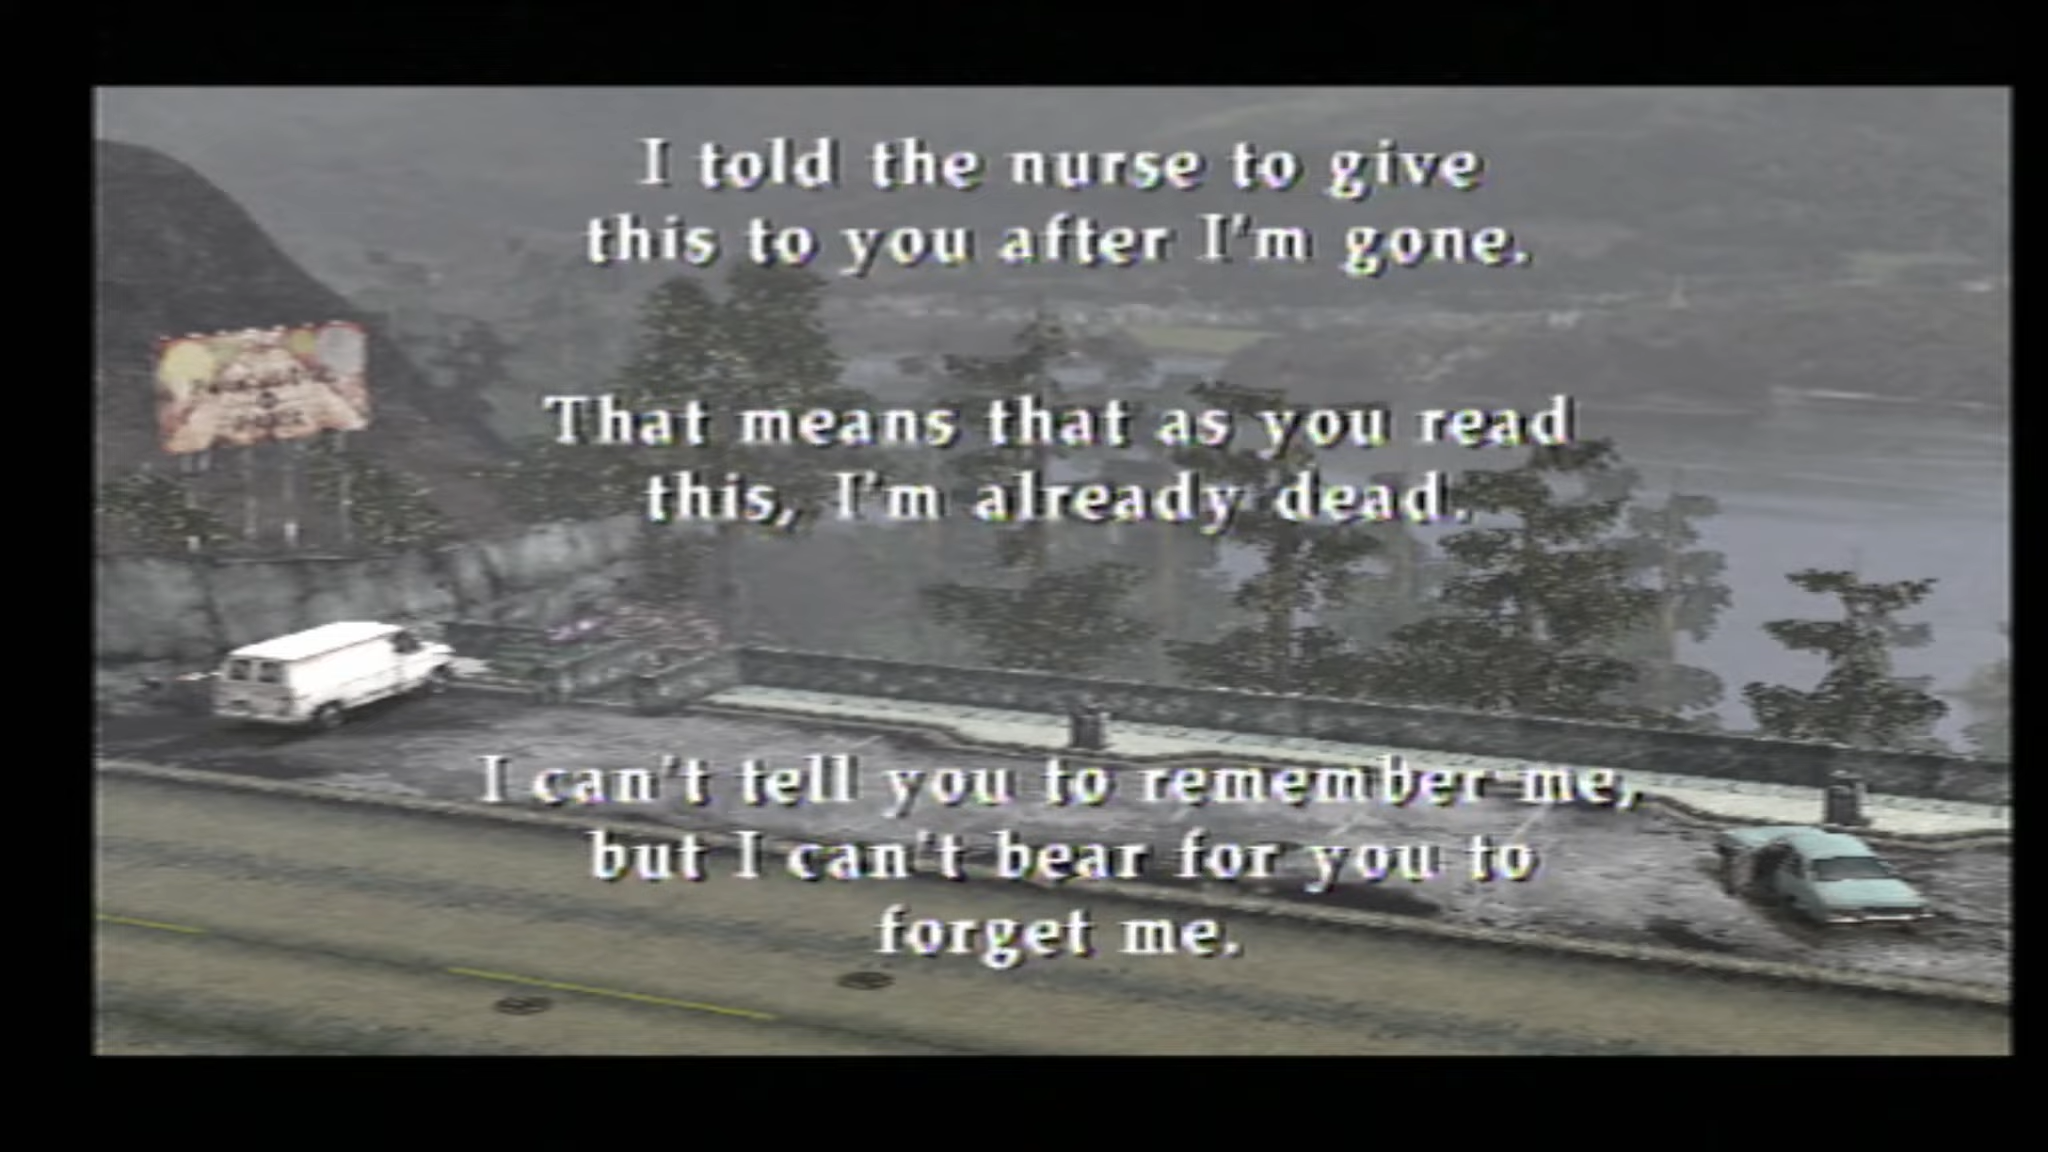 I told the nurse to give
this to you after I'm gone.
That means that as you read
this, I'm already dead.
I can't tell you to remember me,
but I can't bear for you to
forget me.